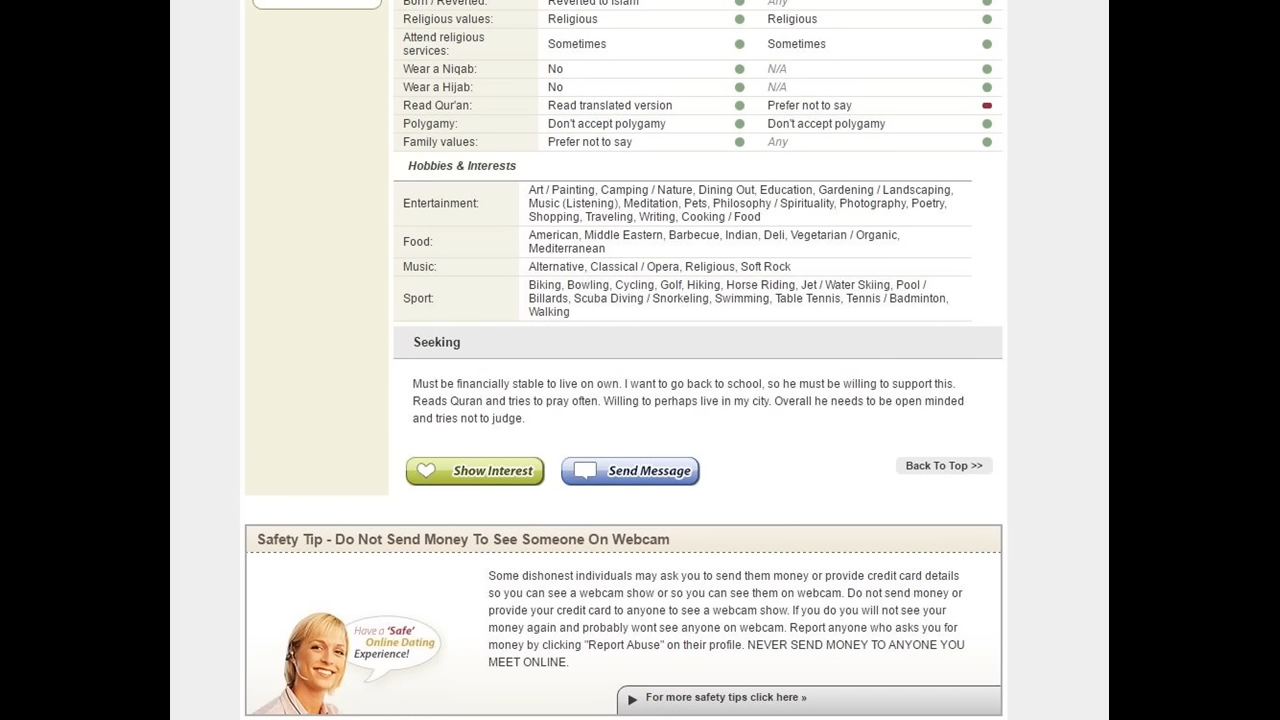 Born / Reverted: Reverted to Islam Any
Religious values: Religious Religious
Attend religious
services: Sometimes Sometimes
Wear a Niqab: No N/A
Wear a Hijab: No N/A
Read Qur'an: Read translated version Prefer not to say
Polygamy: Don't accept polygamy Don't accept polygamy
Family values: Prefer not to say Any
Hobbies & Interests
Entertainment: Art / Painting, Camping / Nature, Dining Out, Education, Gardening / Landscaping,
Music (Listening), Meditation, Pets, Philosophy / Spirituality, Photography, Poetry,
Shopping, Traveling, Writing, Cooking / Food
Food: American, Middle Eastern, Barbecue, Indian, Deli, Vegetarian / Organic,
Mediterranean
Music: Alternative, Classical / Opera, Religious, Soft Rock
Sport: Biking, Bowling, Cycling, Golf, Hiking, Horse Riding, Jet / Water Skiing, Pool /
Billards, Scuba Diving / Snorkeling, Swimming, Table Tennis, Tennis / Badminton,
Walking
Seeking
Must be financially stable to live on own. I want to go back to school, so he must be willing to support this.
Reads Quran and tries to pray often. Willing to perhaps live in my city. Overall he needs to be open minded
and tries not to judge.
Show Interest Send Message Back To Top >>
Safety Tip - Do Not Send Money To See Someone On Webcam
Some dishonest individuals may ask you to send them money or provide credit card details
so you can see a webcam show or so you can see them on webcam. Do not send money or
provide your credit card to anyone to see a webcam show. If you do you will not see your
money again and probably wont see anyone on webcam. Report anyone who asks you for
money by clicking "Report Abuse" on their profile. NEVER SEND MONEY TO ANYONE YOU
MEET ONLINE.
Have a 'Safe'
Online Dating
Experience!
For more safety tips click here »